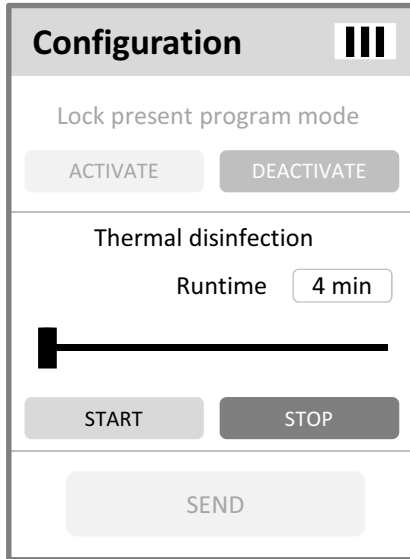 Configuration
Lock present program mode
ACTIVATE DEACTIVATE
Thermal disinfection
Runtime 4 min
START STOP
SEND